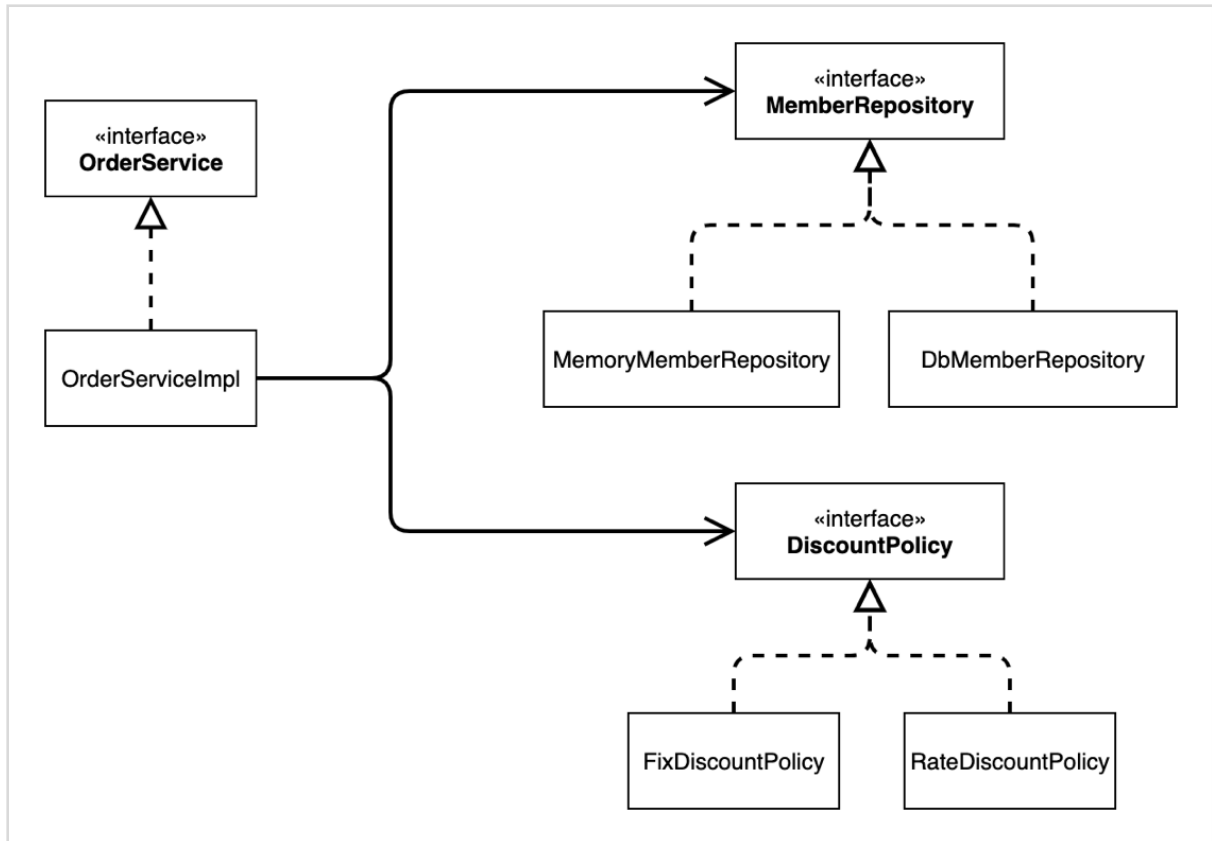 «interface»
MemberRepository
«interface»
OrderService
MemoryMemberRepository
DbMemberRepository
OrderServiceImpl
«interface»
DiscountPolicy
FixDiscountPolicy
RateDiscountPolicy